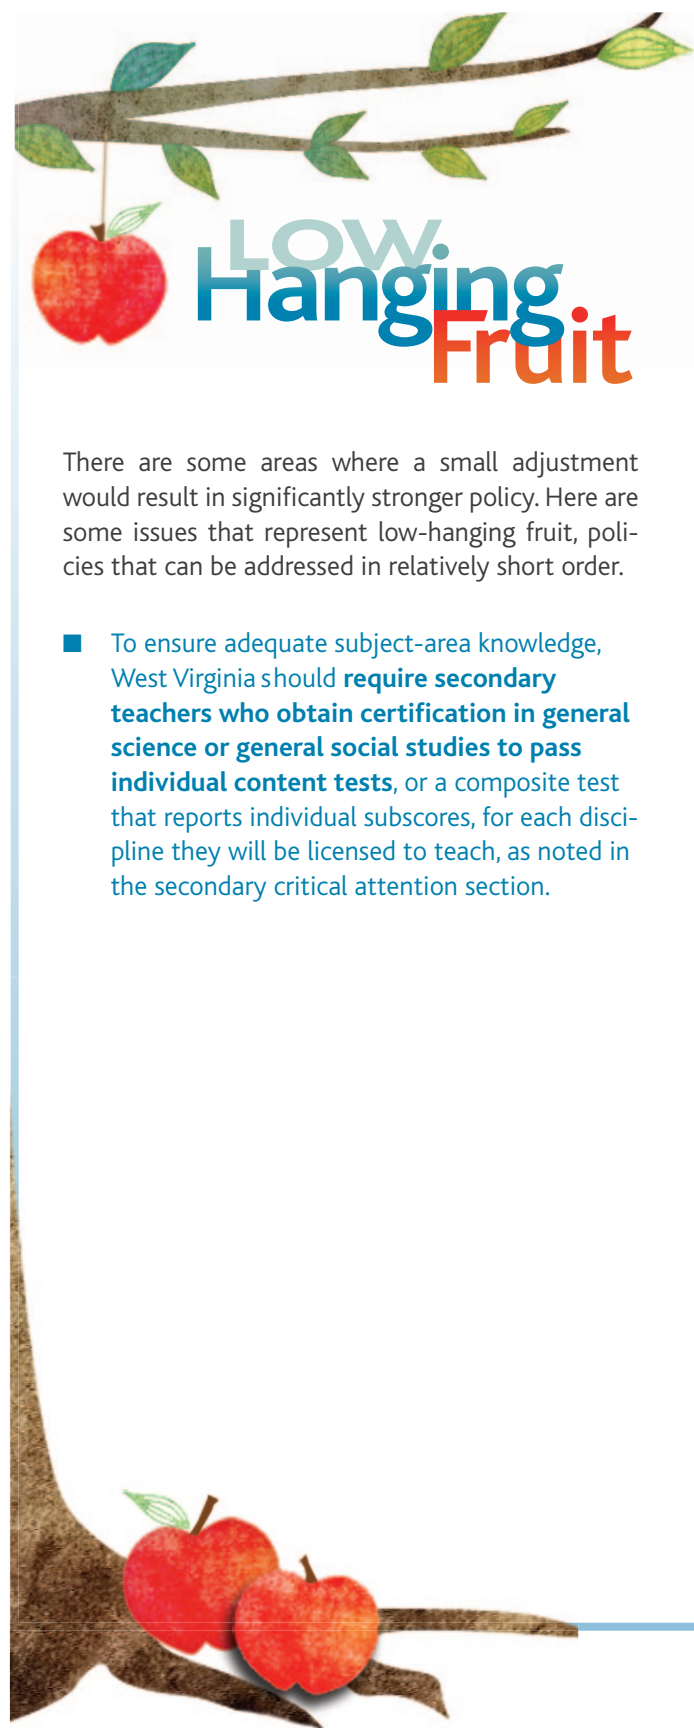 LOW
Hanging
Fruit
There are some areas where a small adjustment
would result in significantly stronger policy. Here are
some issues that represent low-hanging fruit, poli-
cies that can be addressed in relatively short order.
■ To ensure adequate subject-area knowledge,
West Virginia should require secondary
teachers who obtain certification in general
science or general social studies to pass
individual content tests, or a composite test
that reports individual subscores, for each disci-
pline they will be licensed to teach, as noted in
the secondary critical attention section.